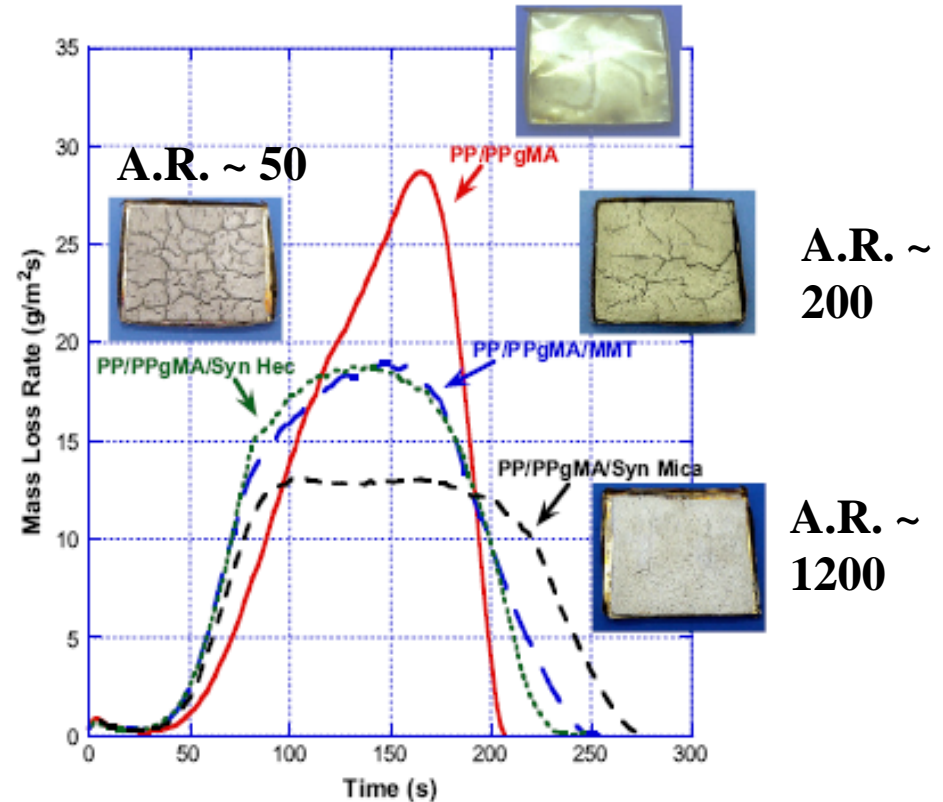 35
30
25
20
15
10
5
0
Mass Loss Rate (g/m²s)
A.R. ~ 50
PP/PPgMA
A.R. ~
200
PP/PPgMA/Syn Hec
PP/PPgMA/MMT
PP/PPgMA/Syn Mica
A.R. ~
1200
0 50 100 150 200 250 300
Time (s)